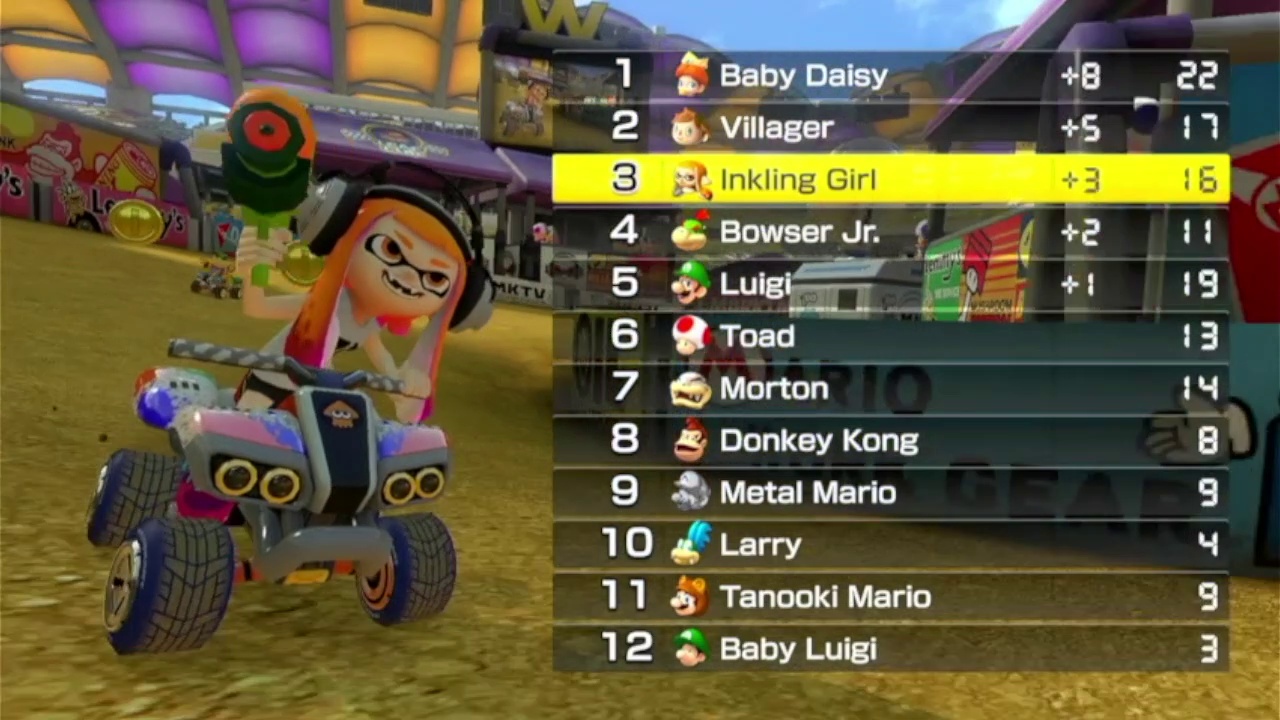 1 Baby Daisy +8 22
2 Villager +5 17
3 Inkling Girl +3 16
4 Bowser Jr. +2 11
5 Luigi +1 19
6 Toad 13
7 Morton 14
8 Donkey Kong 8
9 Metal Mario 9
10 Larry 4
11 Tanooki Mario 9
12 Baby Luigi 3
MKTV
MARIO
W